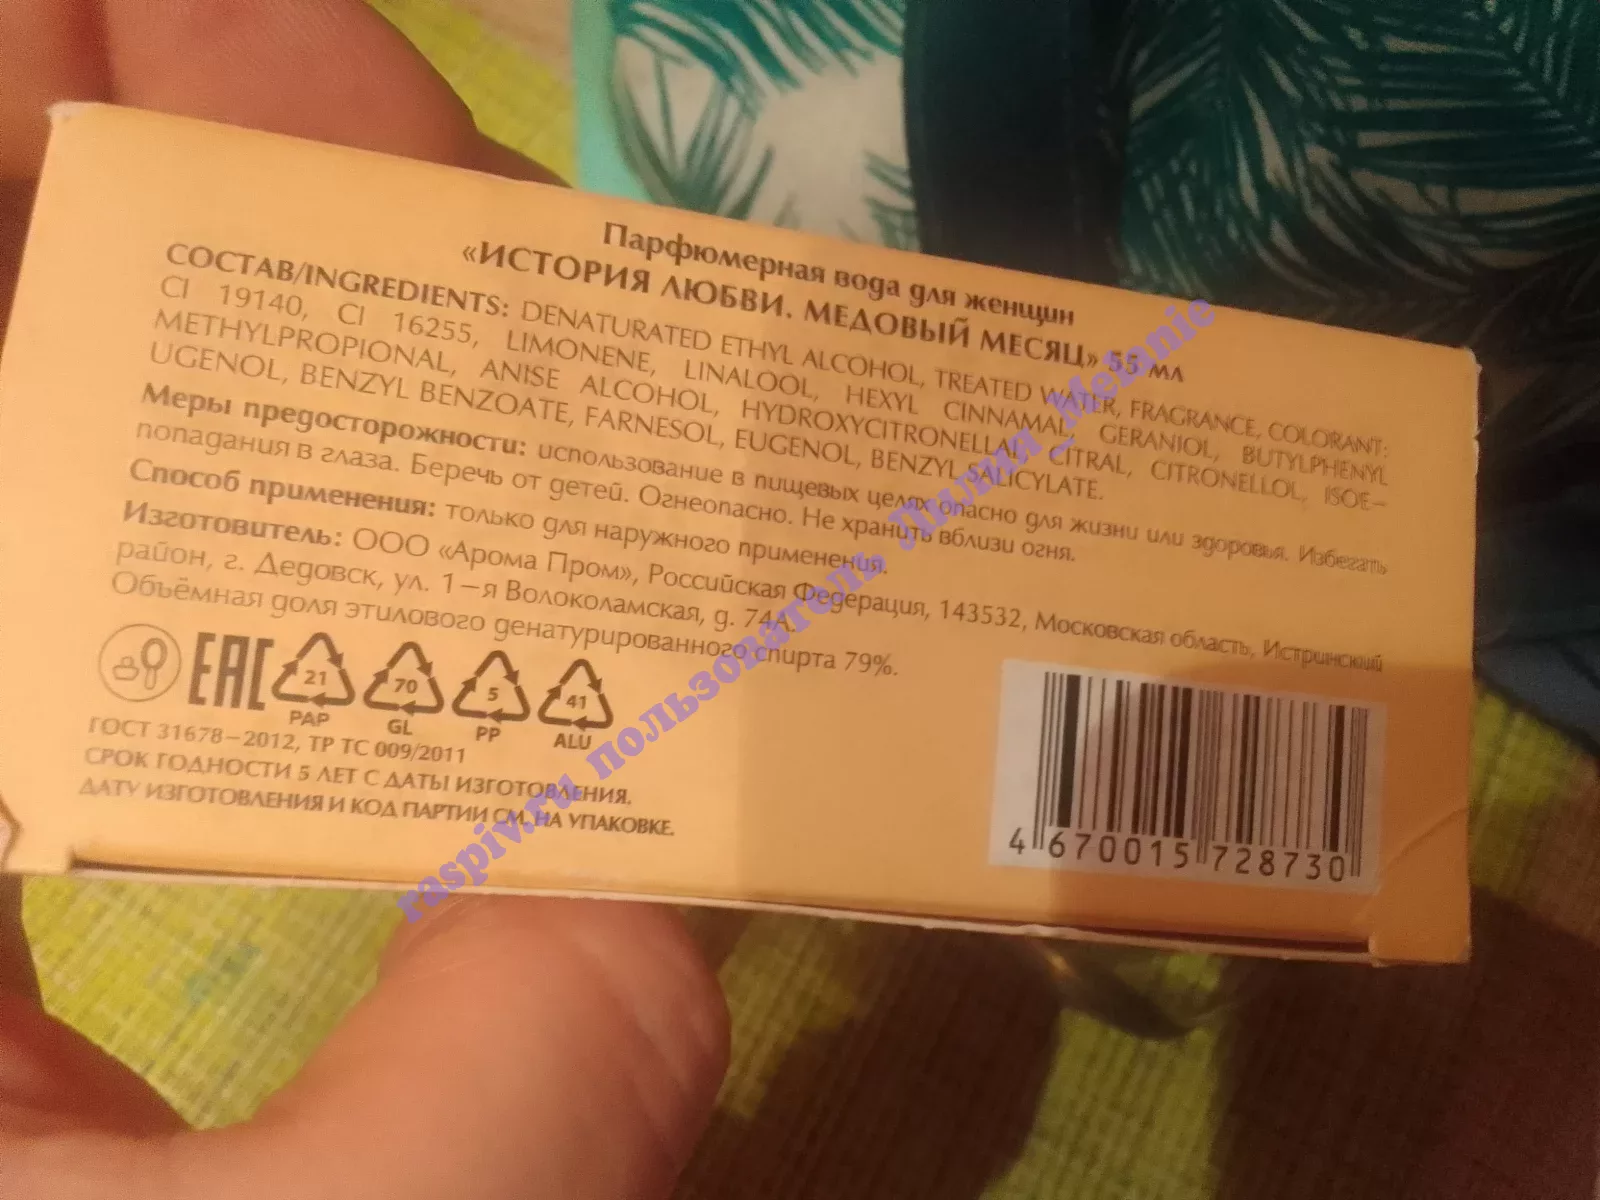 Парфюмерная вода для женщин
«ИСТОРИЯ ЛЮБВИ. МЕДОВЫЙ МЕСЯЦ» 55 мл
СОСТАВ/INGREDIENTS: DENATURATED ETHYL ALCOHOL, TREATED WATER, FRAGRANCE, COLORANT:
CI 19140, CI 16255, LIMONENE, LINALOOL, HEXYL CINNAMAL, GERANIOL, BUTYLPHENYL
METHYLPROPIONAL, ANISE ALCOHOL, HYDROXYCITRONELLAL, CITRAL, CITRONELLOL, ISOE-
UGENOL, BENZYL BENZOATE, FARNESOL, EUGENOL, BENZYL SALICYLATE.
Меры предосторожности: использование в пищевых целях опасно для жизни или здоровья. Избегать
попадания в глаза. Беречь от детей. Огнеопасно. Не хранить вблизи огня.
Способ применения: только для наружного применения.
Изготовитель: ООО «Арома Пром», Российская Федерация, 143532, Московская область, Истринский
район, г. Дедовск, ул. 1-я Волоколамская, д. 74А.
Объёмная доля этилового денатурированного спирта 79%.
EAC 21 70 5 41
PAP GL PP ALU
ГОСТ 31678-2012, ТР ТС 009/2011
СРОК ГОДНОСТИ 5 ЛЕТ С ДАТЫ ИЗГОТОВЛЕНИЯ.
ДАТУ ИЗГОТОВЛЕНИЯ И КОД ПАРТИИ СМ. НА УПАКОВКЕ.
4 670015 728730
raspiv.ru пользователь Лилия_Melanie